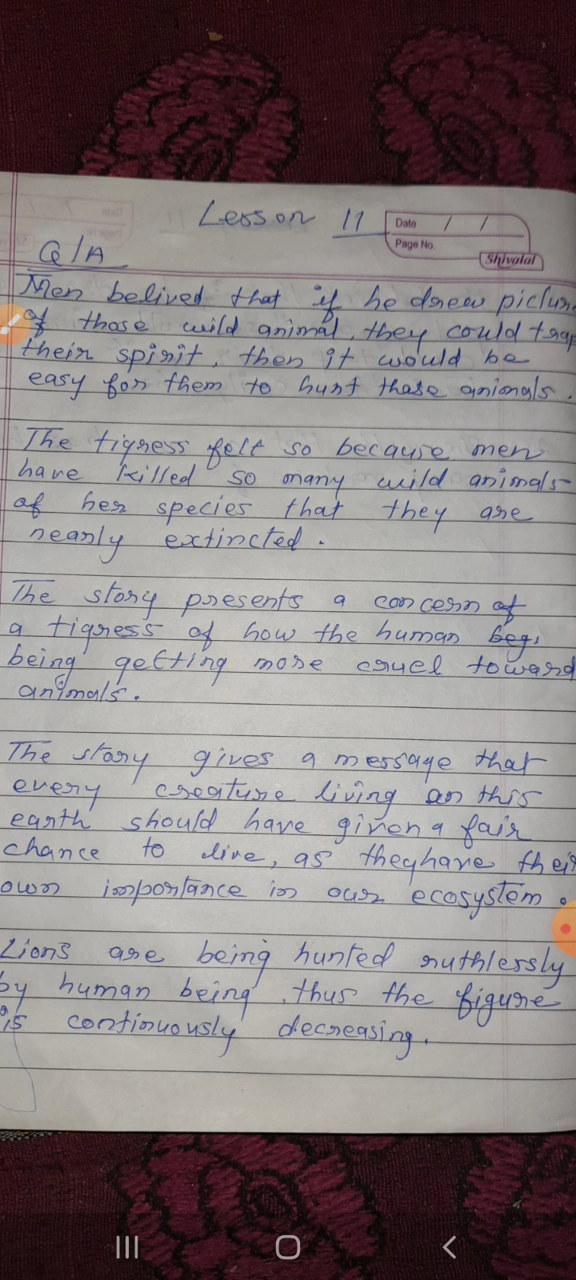 Lesson 11
Date / /
Page No.
Shivalal
Q/A
Men belived that if he drew picture
of those wild animal, they could trap
their spirit, then it would be
easy for them to hunt those animals.
The tigress felt so because men
have killed so many wild animals
of her species that they are
nearly extincted.
The story presents a concern of
a tigress of how the human beg,
being getting more cruel toward
animals.
The story gives a message that
every creature living on this
earth should have given a fair
chance to live, as they have their
own importance in our ecosystem.
Lions are being hunted ruthlessly
by human being, thus the figure
is continuously decreasing.